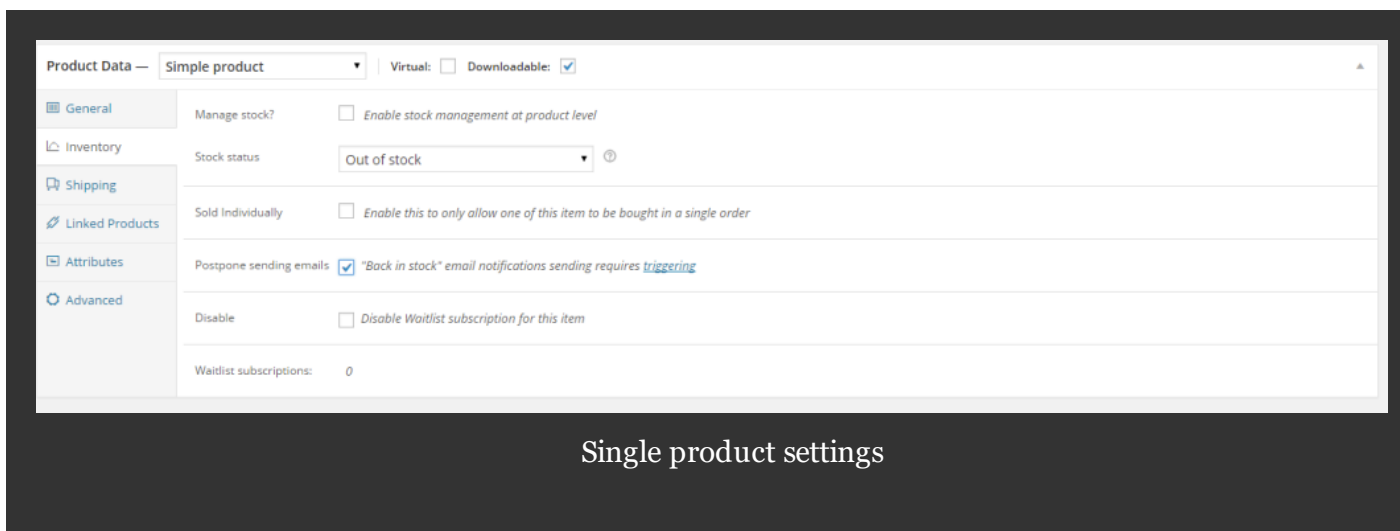 Product Data — Simple product Virtual: Downloadable:
General
Manage stock? Enable stock management at product level
Inventory
Stock status Out of stock
Shipping
Sold Individually Enable this to only allow one of this item to be bought in a single order
Linked Products
Attributes
Postpone sending emails "Back in stock" email notifications sending requires triggering
Advanced
Disable Disable Waitlist subscription for this item
Waitlist subscriptions: 0
Single product settings